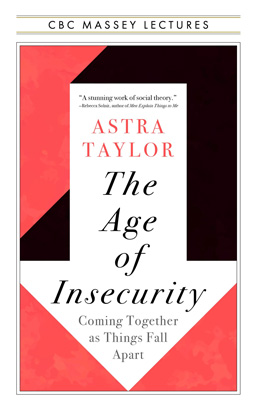 CBC MASSEY LECTURES
"A stunning work of social theory."
–Rebecca Solnit, author of Men Explain Things to Me
ASTRA
TAYLOR
The
Age
of
Insecurity
Coming Together
as Things Fall
Apart